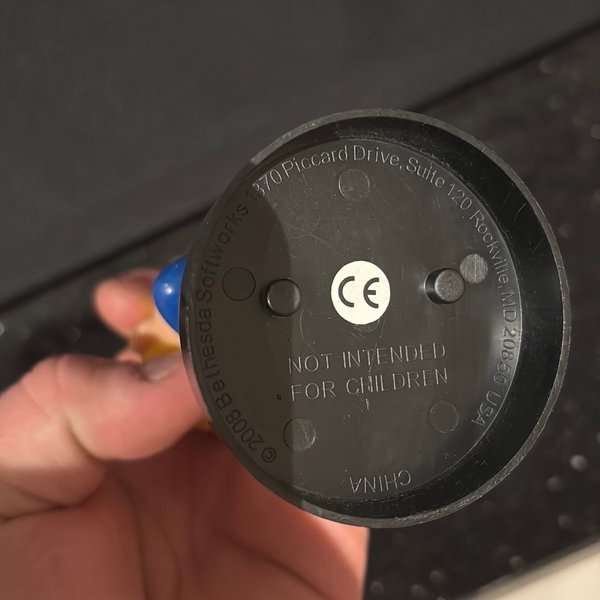 ©2008 Bethesda Softworks 1370 Piccard Drive, Suite 120 Rockville, MD 20850 USA
CE
NOT INTENDED
FOR CHILDREN
CHINA